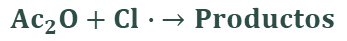 Ac₂O + Cl · → Productos